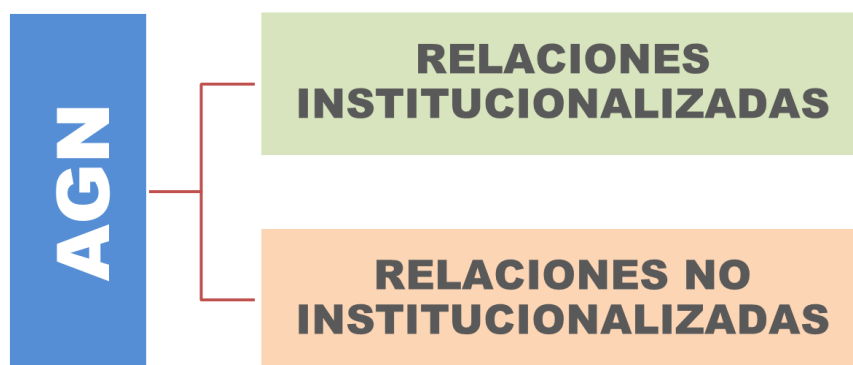 AGN
RELACIONES
INSTITUCIONALIZADAS
RELACIONES NO
INSTITUCIONALIZADAS